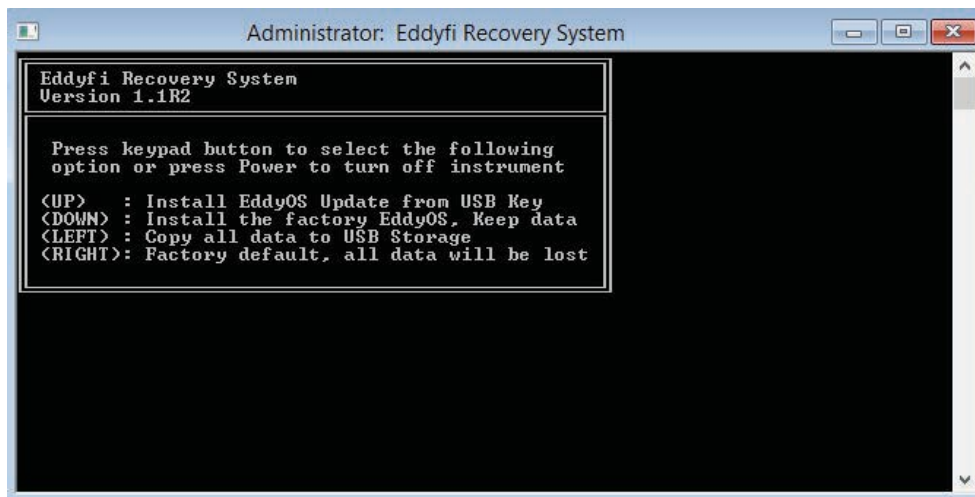 Administrator: Eddyfi Recovery System
Eddyfi Recovery System
Version 1.1R2
Press keypad button to select the following
option or press Power to turn off instrument
(UP) : Install EddyOS Update from USB Key
(DOWN) : Install the factory EddyOS, Keep data
(LEFT) : Copy all data to USB Storage
(RIGHT): Factory default, all data will be lost